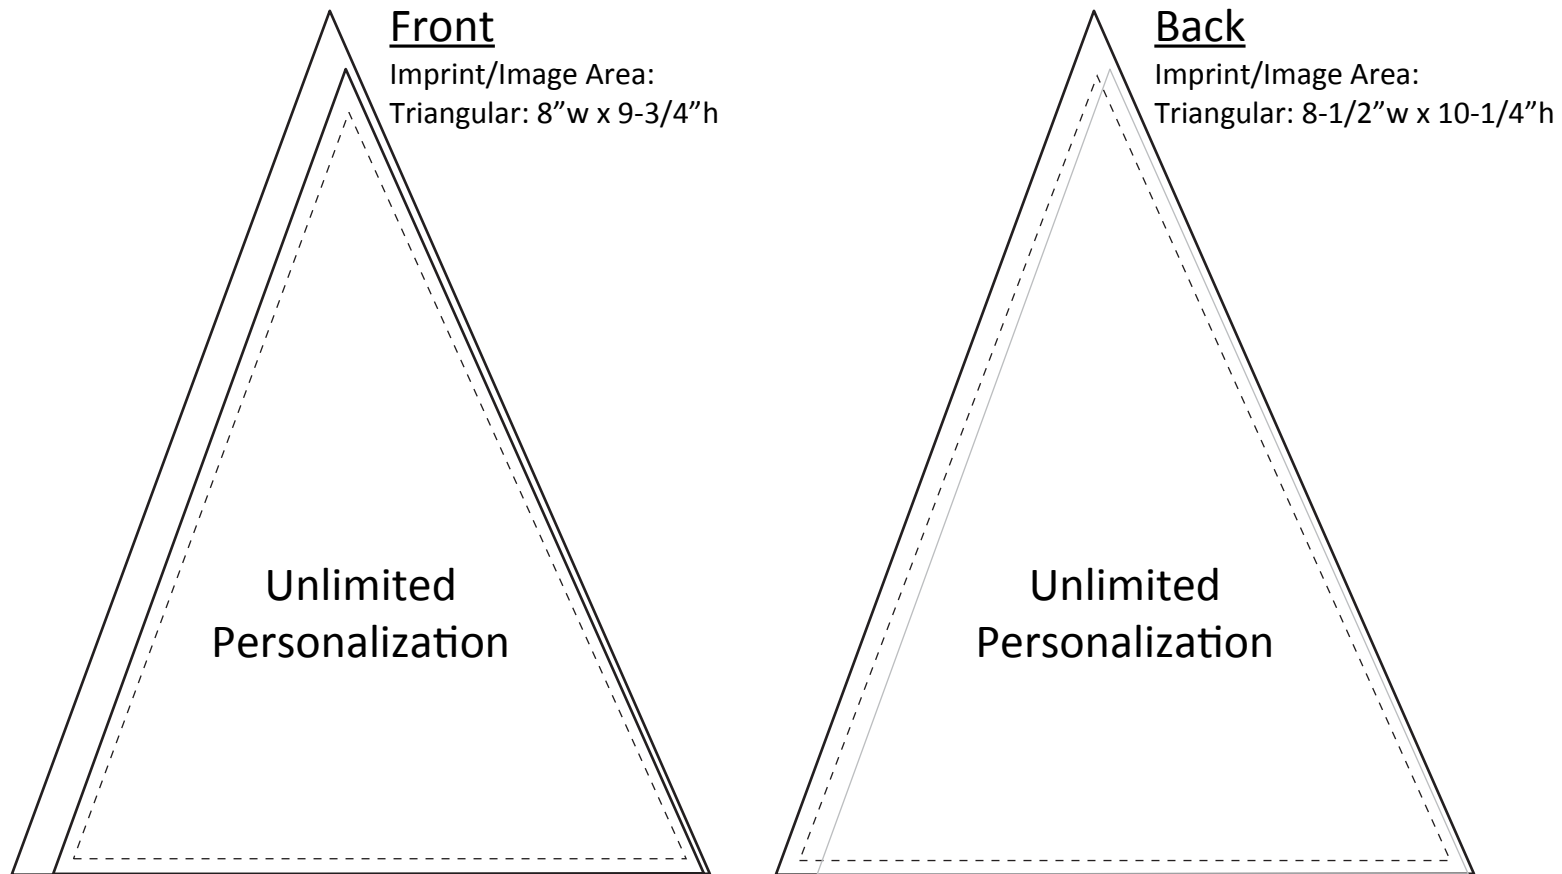 Front
Imprint/Image Area:
Triangular: 8”w x 9-3/4”h
Unlimited
Personalization
Back
Imprint/Image Area:
Triangular: 8-1/2”w x 10-1/4”h
Unlimited
Personalization